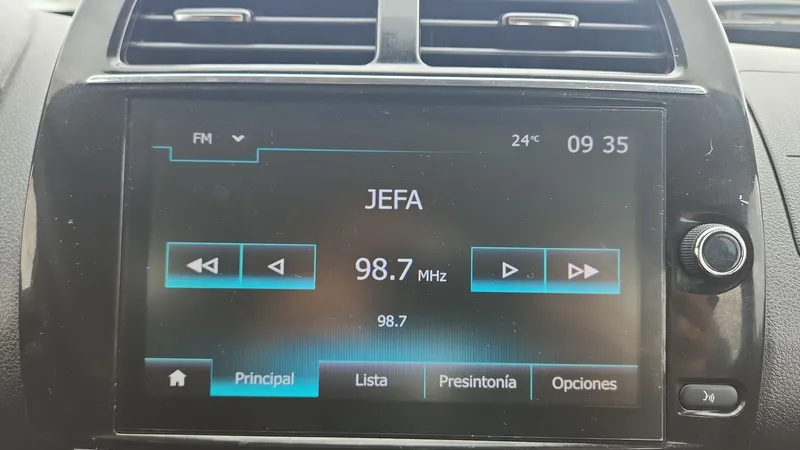 FM
24°C
09 35
JEFA
98.7 MHz
98.7
Principal
Lista
Presintonía
Opciones